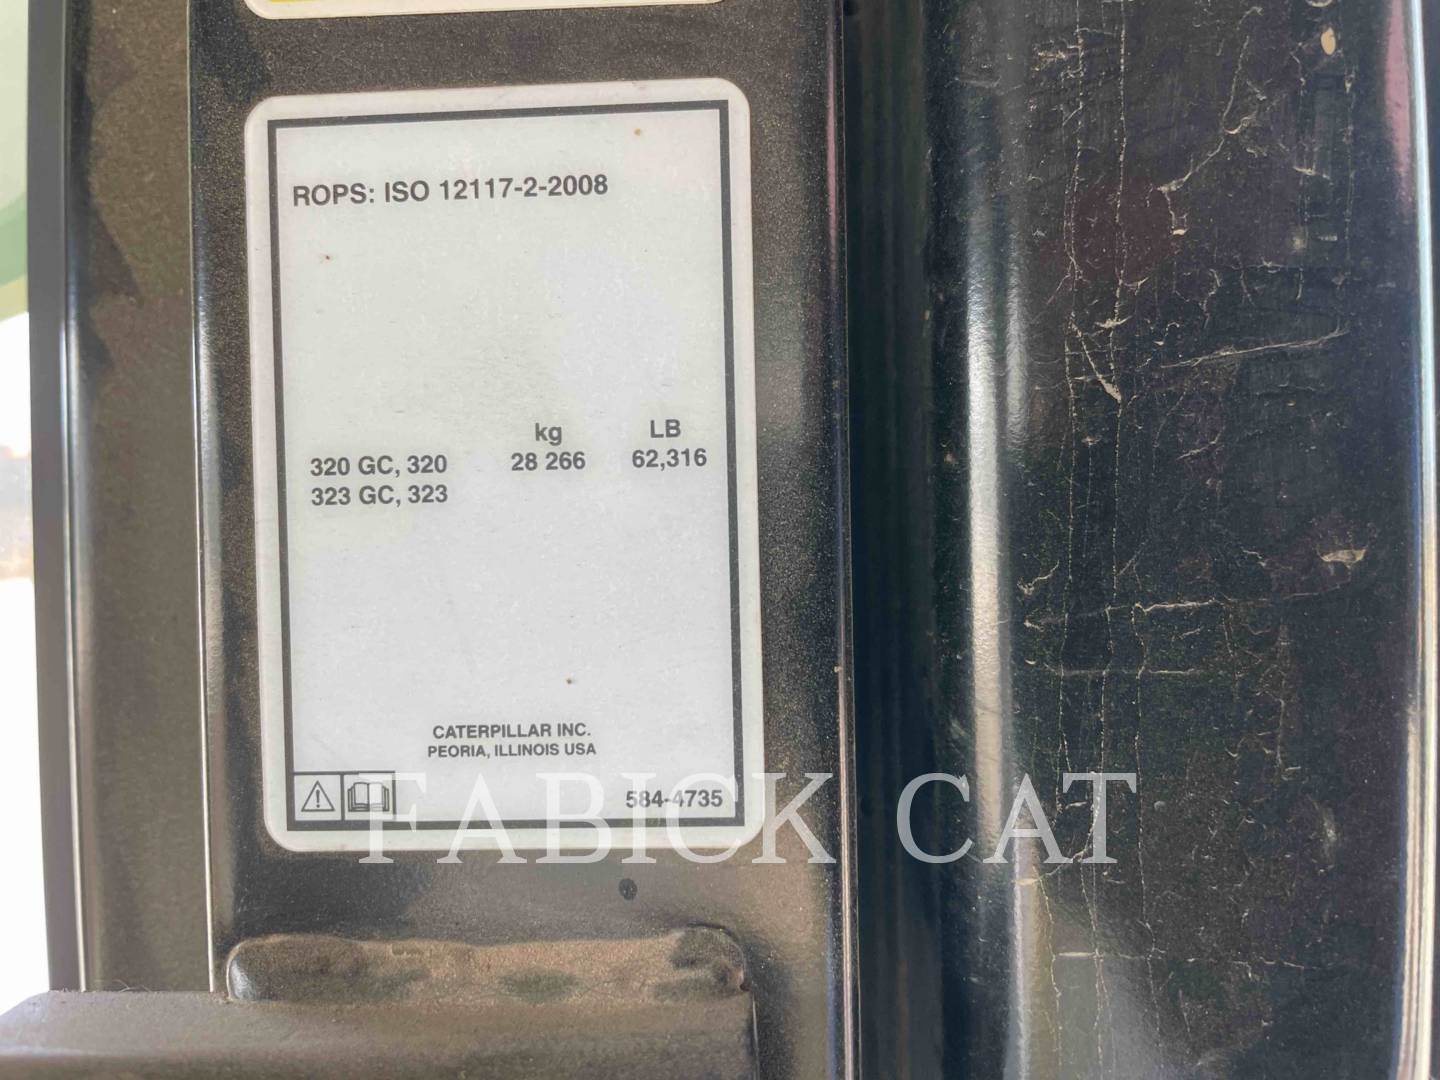 ROPS: ISO 12117-2-2008
kg LB
320 GC, 320 28 266 62,316
323 GC, 323
CATERPILLAR INC.
PEORIA, ILLINOIS USA
584-4735
FABICK CAT